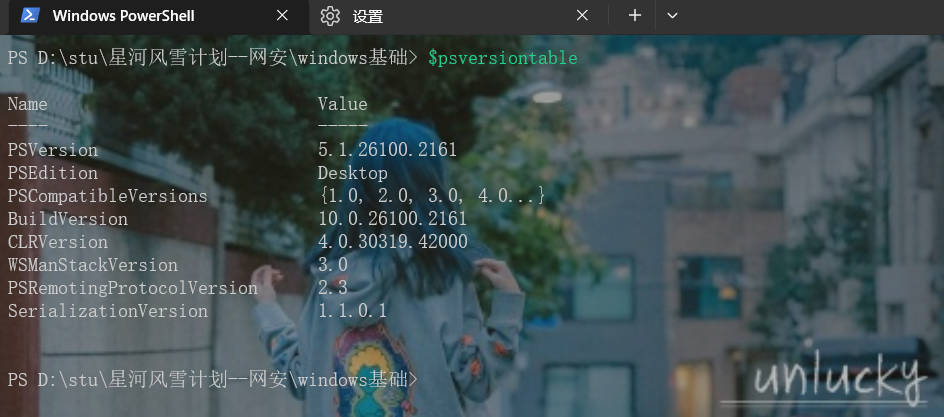 Windows PowerShell
设置
PS D:\stu\星河风雪计划--网安\windows基础> $psversiontable
Name Value
---- -----
PSVersion 5.1.26100.2161
PSEdition Desktop
PSCompatibleVersions {1.0, 2.0, 3.0, 4.0...}
BuildVersion 10.0.26100.2161
CLRVersion 4.0.30319.42000
WSManStackVersion 3.0
PSRemotingProtocolVersion 2.3
SerializationVersion 1.1.0.1
PS D:\stu\星河风雪计划--网安\windows基础>
unlucky